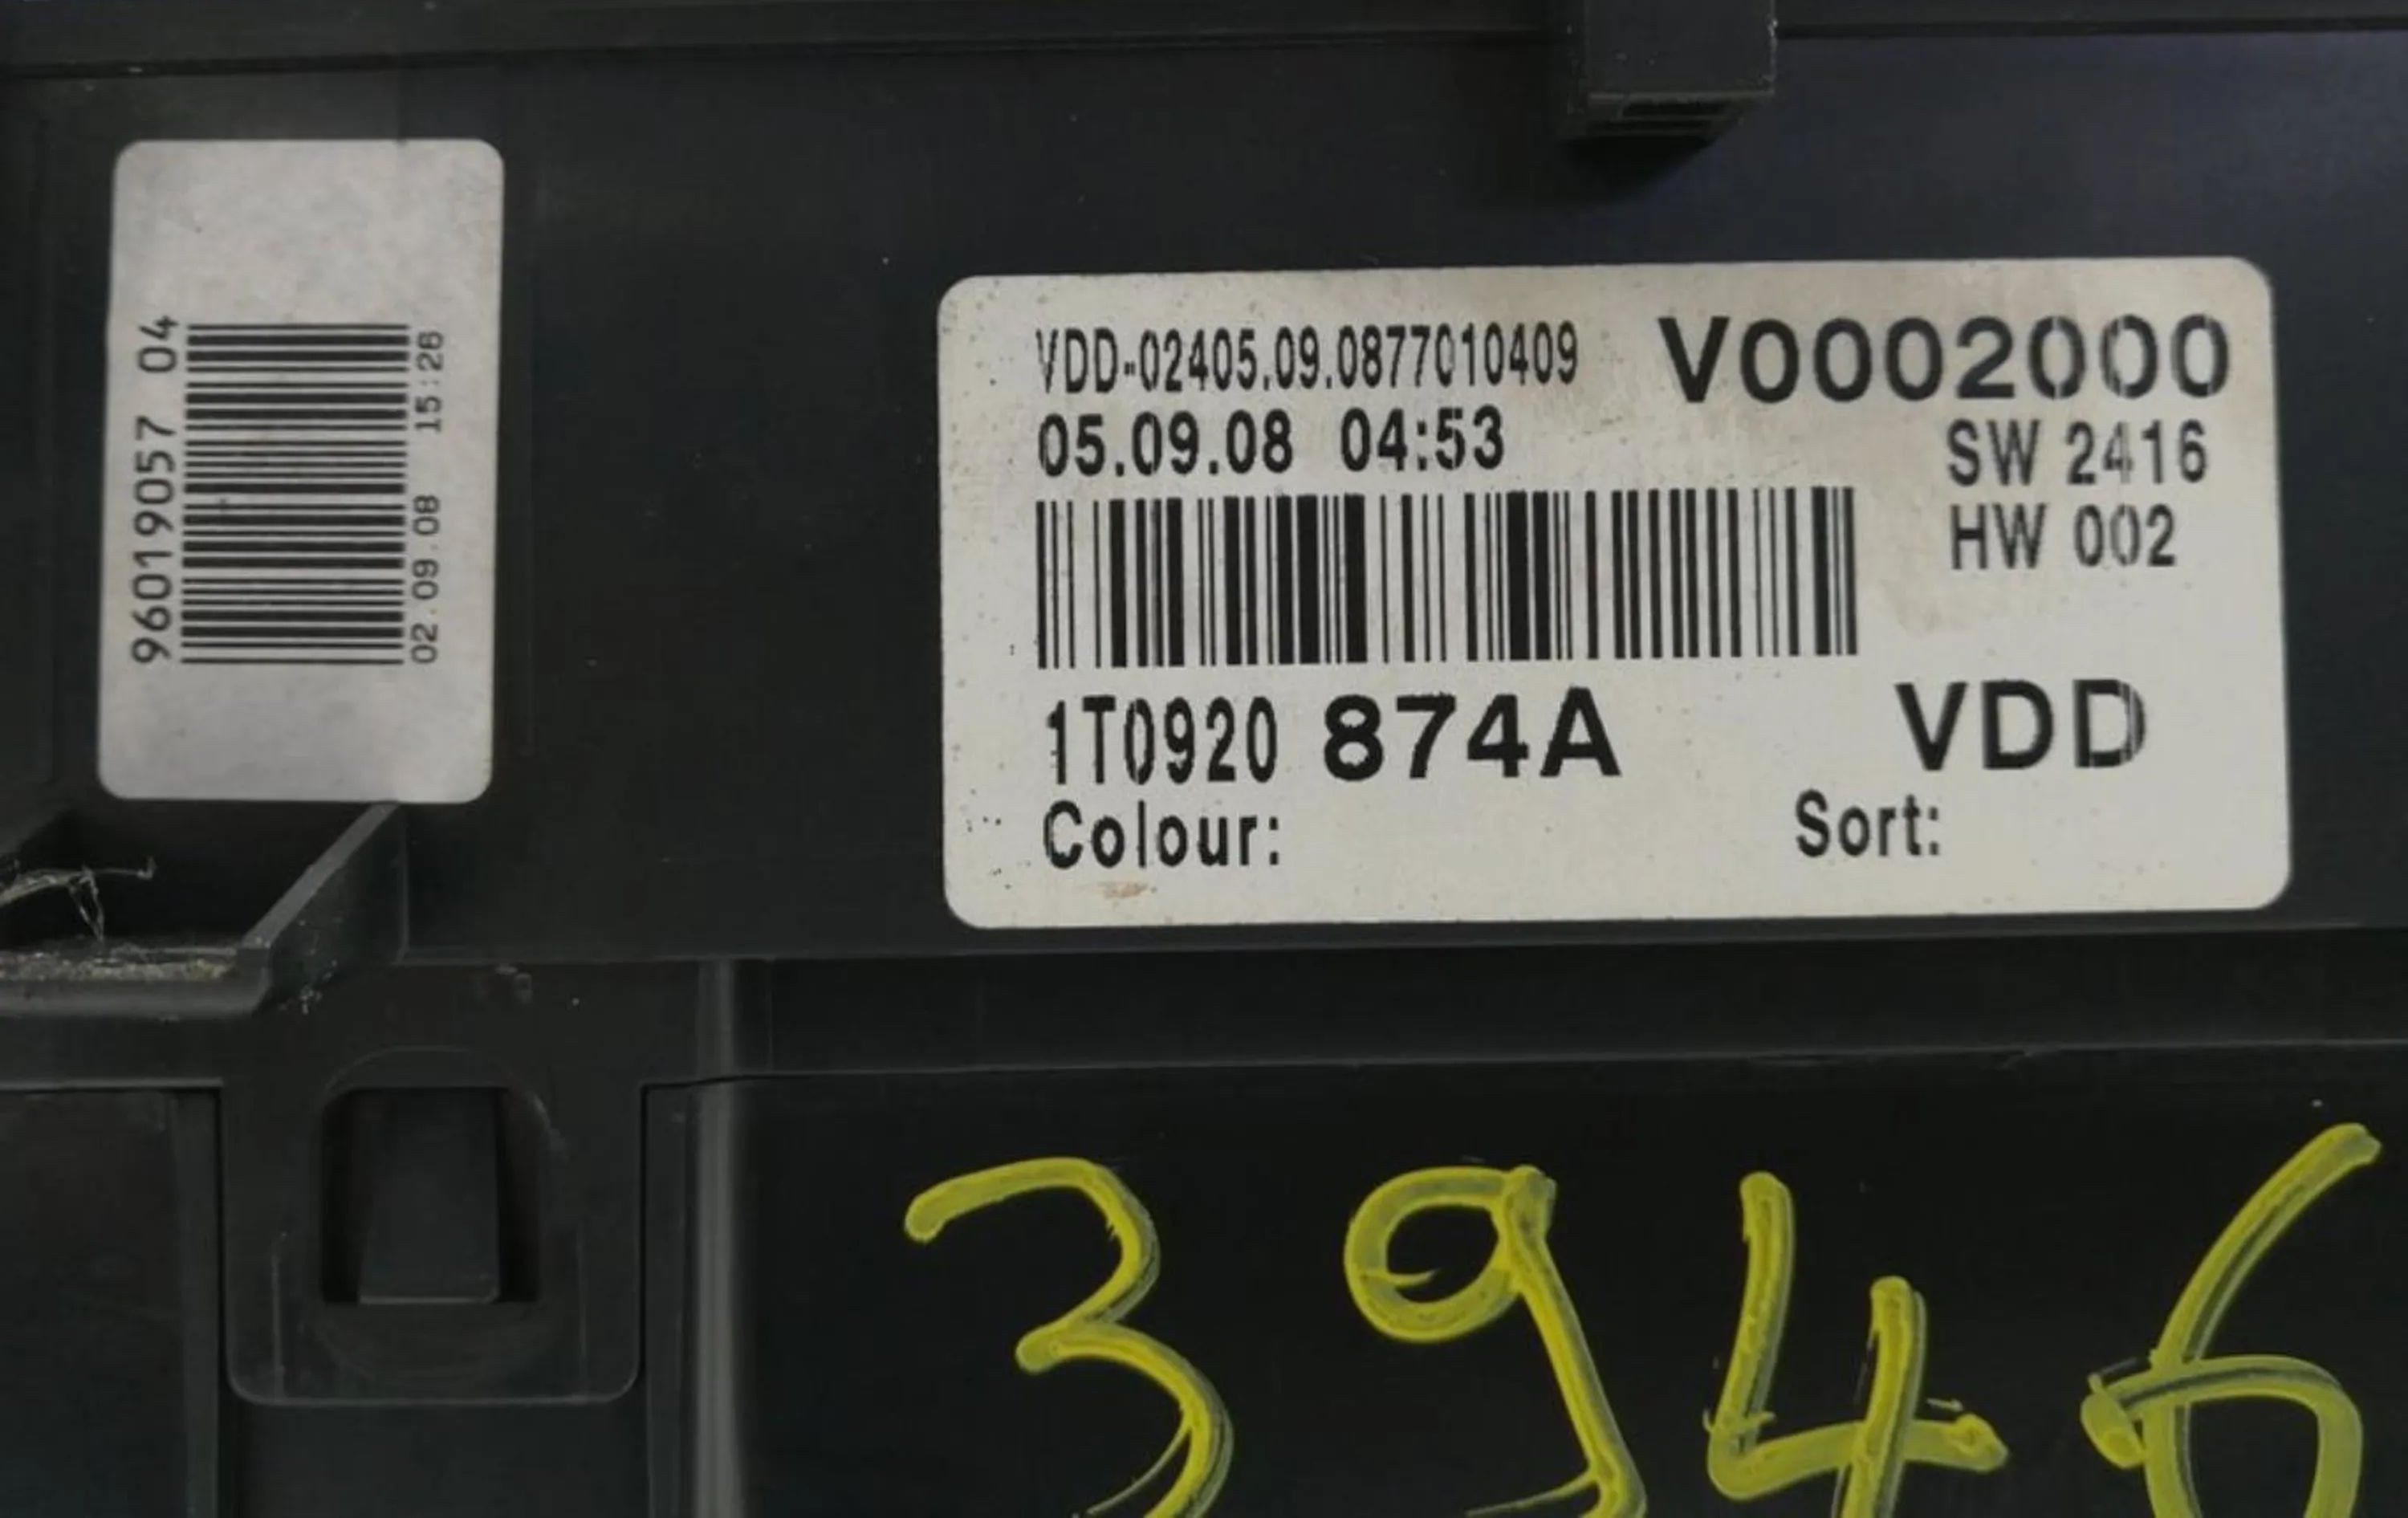 96019057 04
02.09.08 15:28
VDD-02405.09.0877010409 V0002000
05.09.08 04:53 SW 2416
HW 002
1T0920 874A VDD
Colour: Sort:
3946